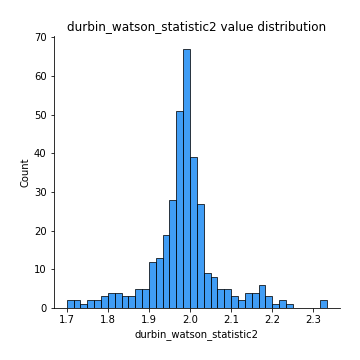 durbin_watson_statistic2 value distribution
70
60
50
40
30
20
10
0
Count
1.7 1.8 1.9 2.0 2.1 2.2 2.3
durbin_watson_statistic2